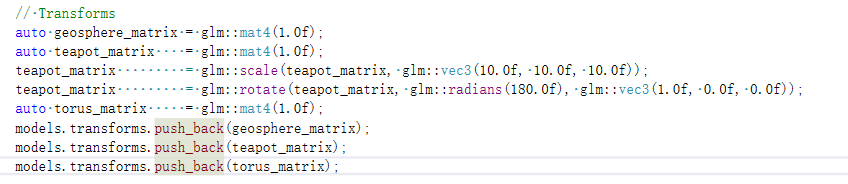 // Transforms
auto geosphere_matrix = glm::mat4(1.0f);
auto teapot_matrix    = glm::mat4(1.0f);
teapot_matrix         = glm::scale(teapot_matrix, glm::vec3(10.0f, 10.0f, 10.0f));
teapot_matrix         = glm::rotate(teapot_matrix, glm::radians(180.0f), glm::vec3(1.0f, 0.0f, 0.0f));
auto torus_matrix     = glm::mat4(1.0f);
models.transforms.push_back(geosphere_matrix);
models.transforms.push_back(teapot_matrix);
models.transforms.push_back(torus_matrix);